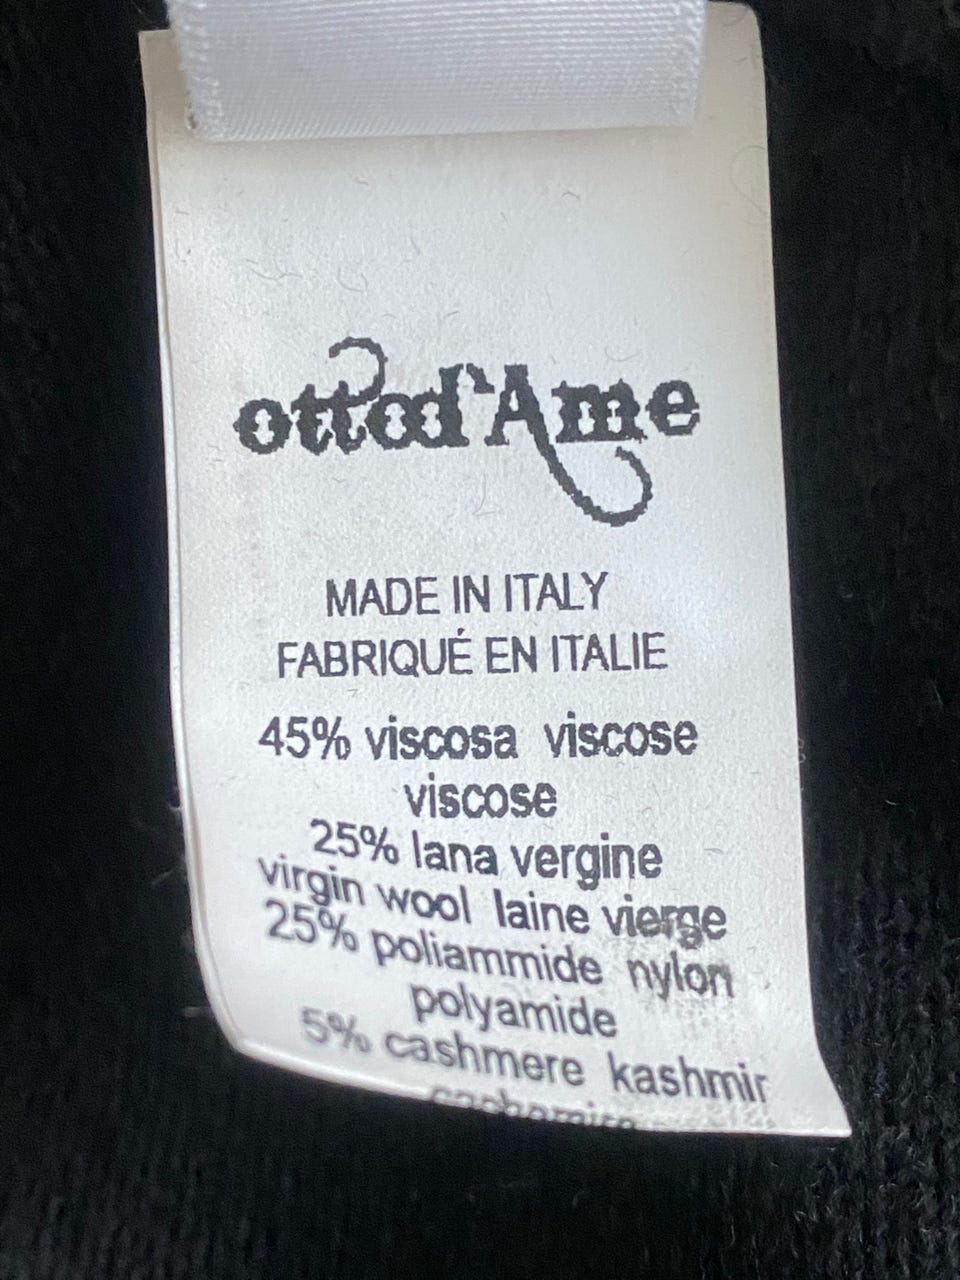 ottod'Ame
MADE IN ITALY
FABRIQUÉ EN ITALIE
45% viscosa viscose
viscose
25% lana vergine
virgin wool laine vierge
25% poliammide nylon
polyamide
5% cashmere kashmir